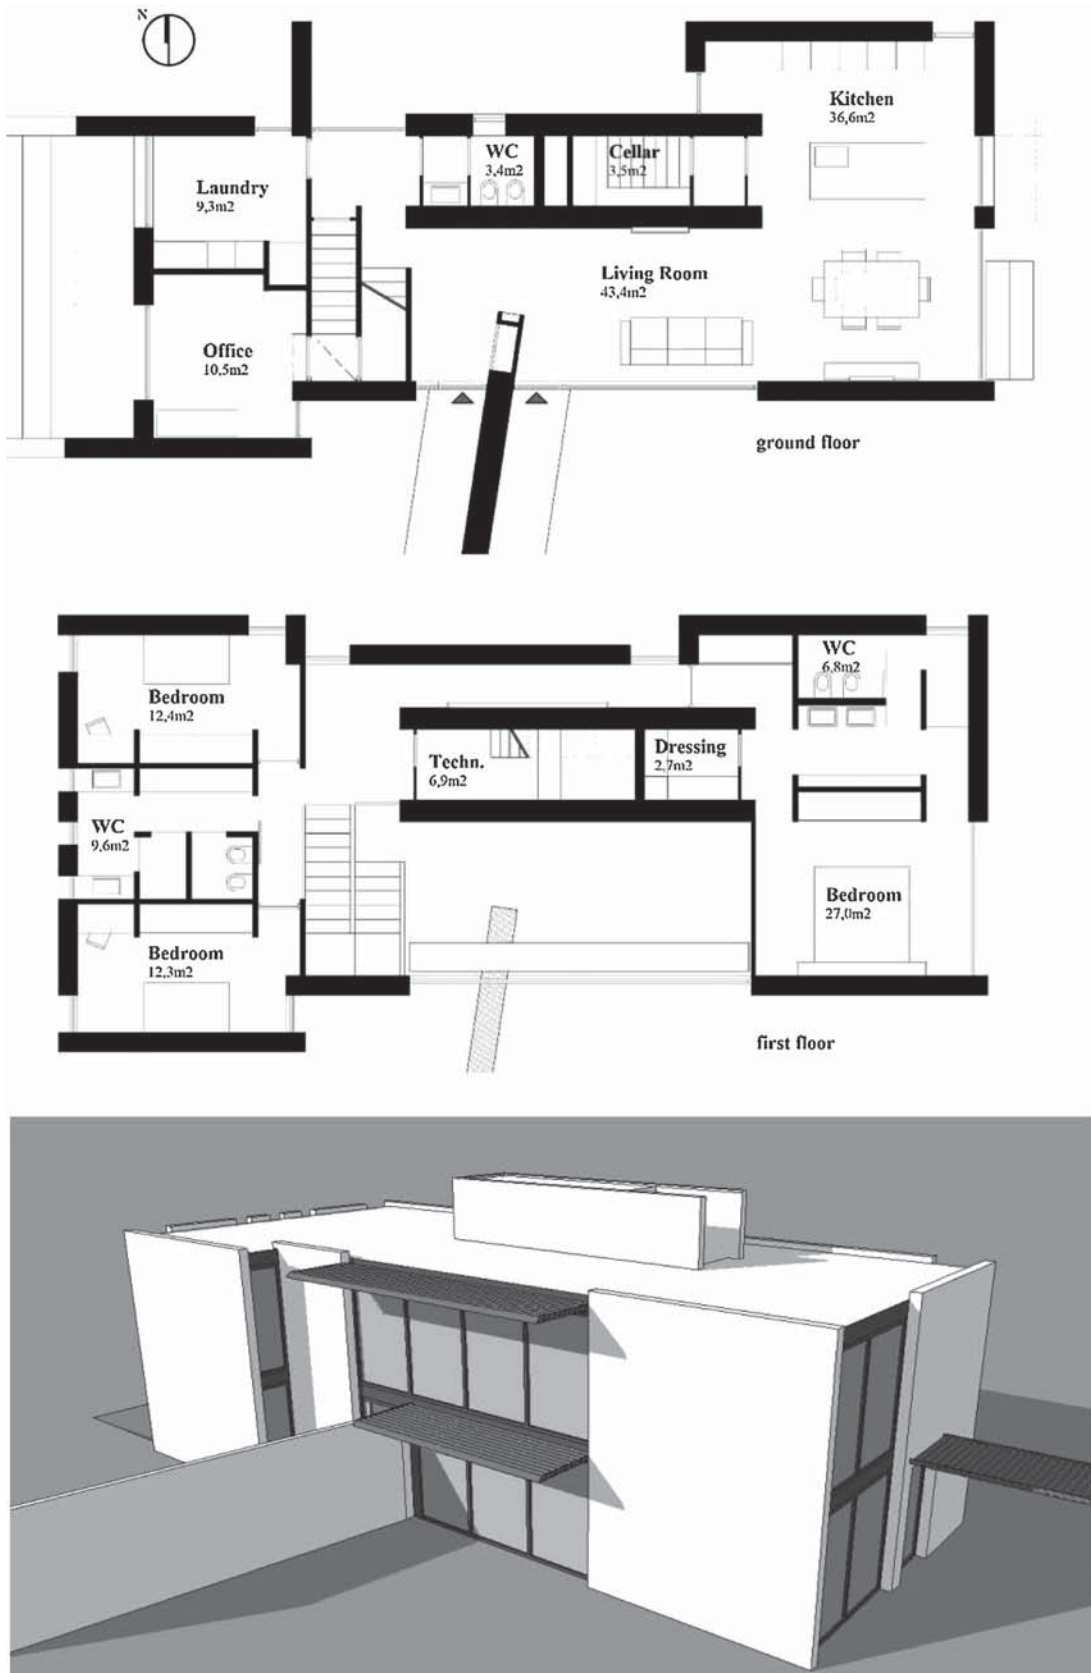 N
Kitchen
36,6m2
WC
3,4m2
Cellar
3,5m2
Laundry
9,3m2
Living Room
43,4m2
Office
10,5m2
ground floor
WC
6,8m2
Bedroom
12,4m2
Techn.
6,9m2
Dressing
2,7m2
WC
9,6m2
Bedroom
27,0m2
Bedroom
12,3m2
first floor